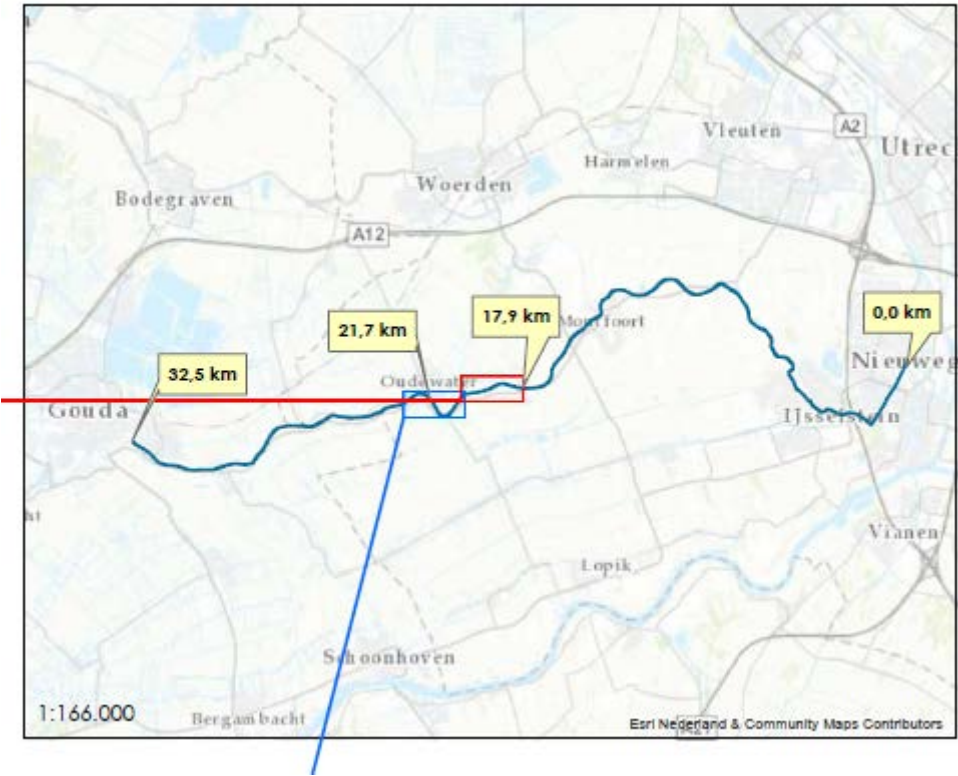 Vleuten
A2
Utrec
Harmelen
Woerden
Bodegraven
A12
0,0 km
17,9 km
Montfoort
21,7 km
Nieuweg
32,5 km
Oudewater
Gouda
IJsselstein
ht
Vianen
Lopik
Schoonhoven
1:166.000
Bergambacht
Esri Nederland & Community Maps Contributors